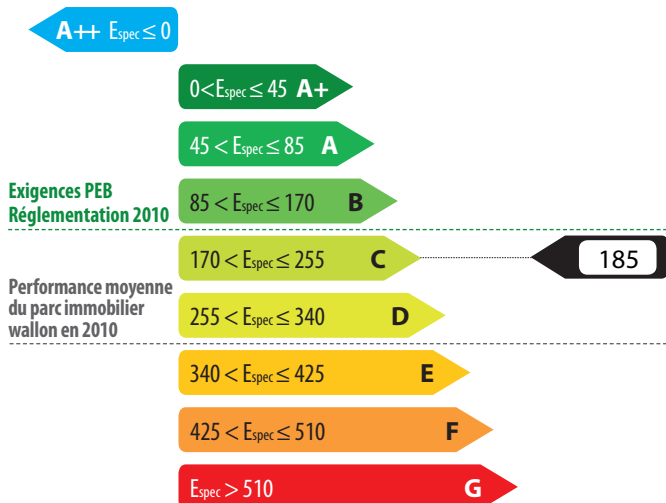 A++ Espec ≤ 0
0<Espec ≤ 45 A+
45 < Espec ≤ 85 A
Exigences PEB
Réglementation 2010
85 < Espec ≤ 170 B
170 < Espec ≤ 255 C
185
Performance moyenne
du parc immobilier
wallon en 2010
255 < Espec ≤ 340 D
340 < Espec ≤ 425 E
425 < Espec ≤ 510 F
Espec > 510 G